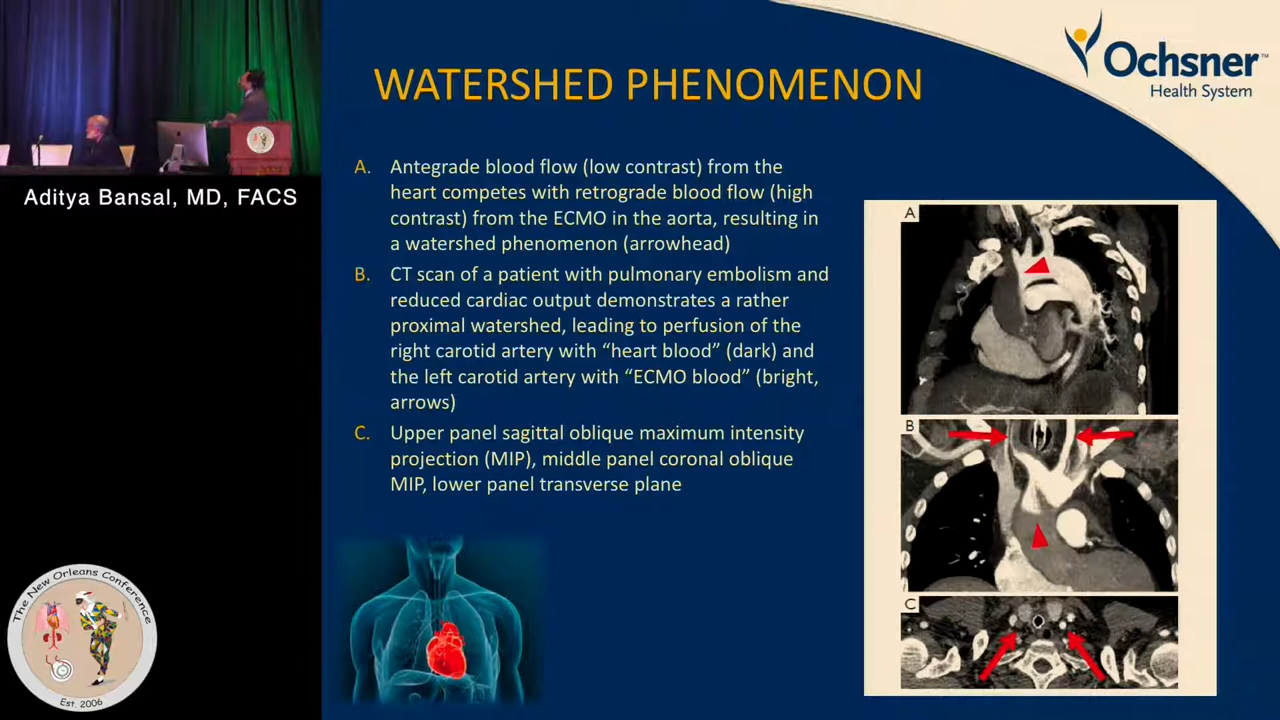 Ochsner™
Health System
WATERSHED PHENOMENON
A. Antegrade blood flow (low contrast) from the
heart competes with retrograde blood flow (high
contrast) from the ECMO in the aorta, resulting in
a watershed phenomenon (arrowhead)
B. CT scan of a patient with pulmonary embolism and
reduced cardiac output demonstrates a rather
proximal watershed, leading to perfusion of the
right carotid artery with “heart blood” (dark) and
the left carotid artery with “ECMO blood” (bright,
arrows)
C. Upper panel sagittal oblique maximum intensity
projection (MIP), middle panel coronal oblique
MIP, lower panel transverse plane
A
B
C
Aditya Bansal, MD, FACS
The New Orleans Conference
Est. 2006